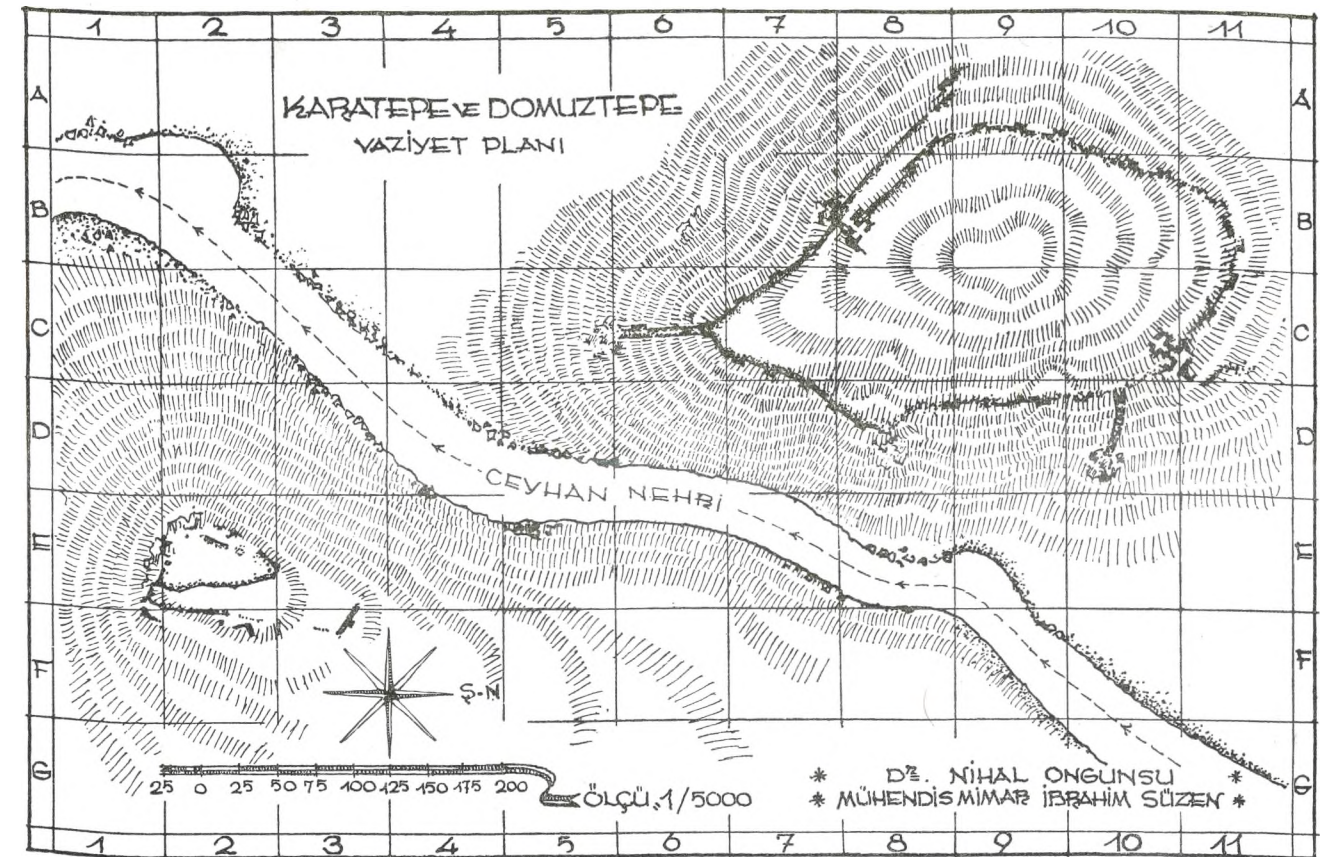 1 2 3 4 5 6 7 8 9 10 11
A A
KARATEPE VE DOMUZTEPE
VAZİYET PLANI
B B
C C
D D
CEYHAN NEHRİ
E E
F F
Ş-N
G G
25 0 25 50 75 100 125 150 175 200
ÖLÇÜ, 1/5000
* DR. NİHAL ONGUNSU *
* MÜHENDİS MİMAR İBRAHİM SÜZEN *
1 2 3 4 5 6 7 8 9 10 11